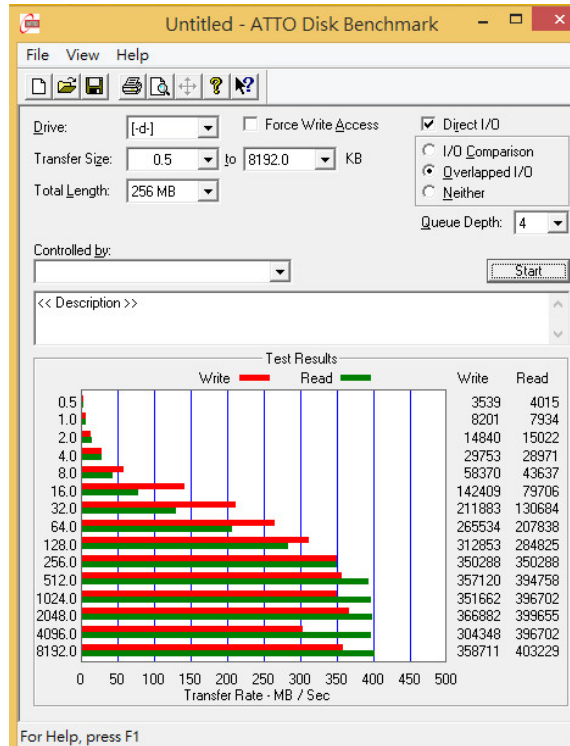 Untitled - ATTO Disk Benchmark
File View Help
Drive: [-d-] Force Write Access Direct I/O
Transfer Size: 0.5 to 8192.0 KB I/O Comparison
Overlapped I/O
Total Length: 256 MB Neither
Queue Depth: 4
Controlled by:
Start
<< Description >>
Test Results
Write Read Write Read
0.5 3539 4015
1.0 8201 7934
2.0 14840 15022
4.0 29753 28971
8.0 58370 43637
16.0 142409 79706
32.0 211883 130684
64.0 265534 207838
128.0 312853 284825
256.0 350288 350288
512.0 357120 394758
1024.0 351662 396702
2048.0 366882 399655
4096.0 304348 396702
8192.0 358711 403229
0 50 100 150 200 250 300 350 400 450 500
Transfer Rate - MB / Sec
For Help, press F1